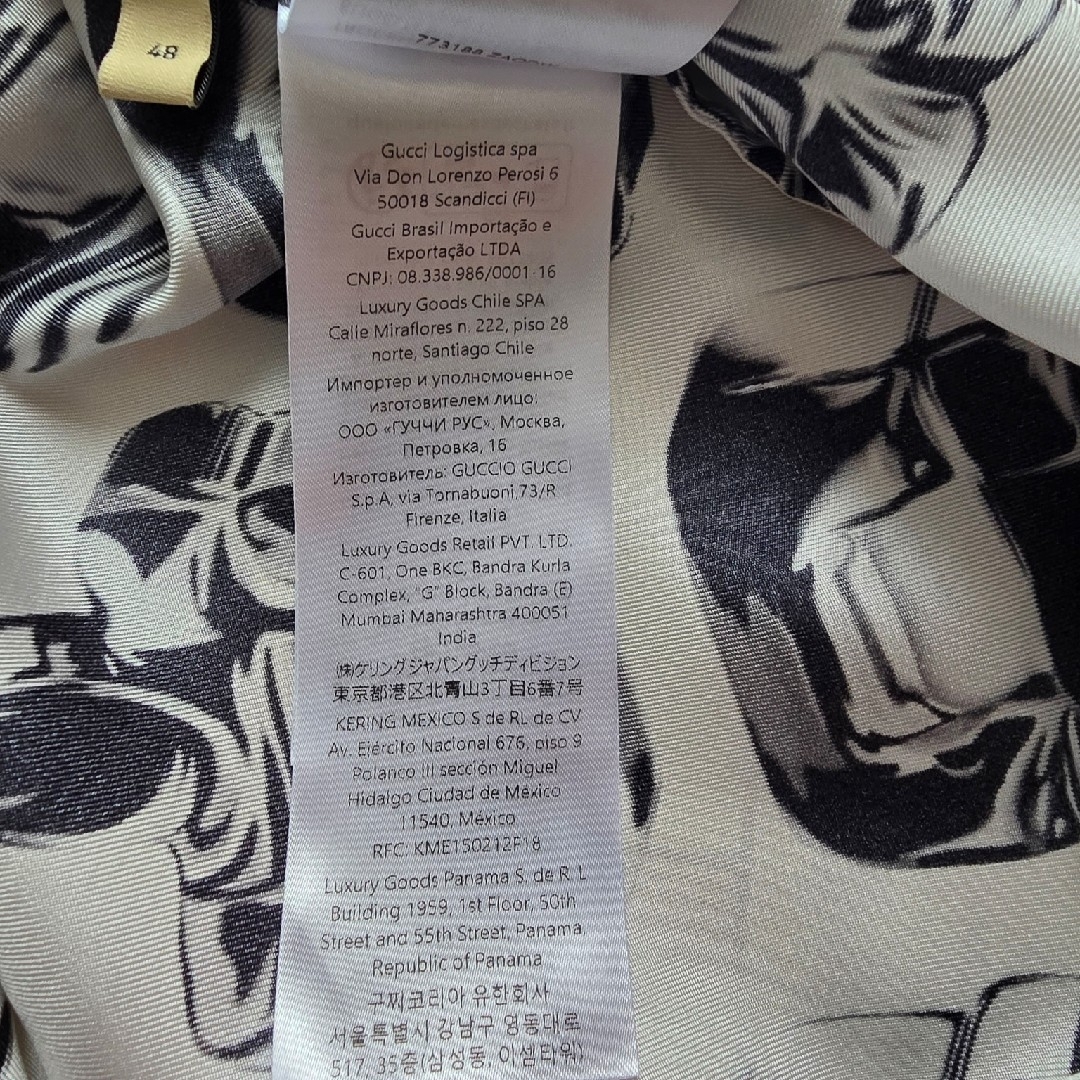 48
Gucci Logistica spa
Via Don Lorenzo Perosi 6
50018 Scandicci (FI)
Gucci Brasil Importação e
Exportação LTDA
CNPJ: 08.338.986/0001-16
Luxury Goods Chile SPA
Calle Miraflores n. 222, piso 28
norte, Santiago Chile
Импортер и уполномоченное
изготовителем лицо:
ООО «ГУЧЧИ РУС», Москва,
Петровка, 16
Изготовитель: GUCCIO GUCCI
S.p.A, via Tornabuoni,73/R
Firenze, Italia
Luxury Goods Retail PVT. LTD.
C-601, One BKC, Bandra Kurla
Complex, "G" Block, Bandra (E)
Mumbai Maharashtra 400051
India
(株)ケリングジャパングッチディビジョン
東京都港区北青山3丁目6番7号
KERING MEXICO S de RL de CV
Av. Ejército Nacional 676, piso 9
Polanco III sección Miguel
Hidalgo Ciudad de México
11540, México
RFC: KME150212P18
Luxury Goods Panama S. de R.L
Building 1959, 1st Floor, 50th
Street and 55th Street, Panama,
Republic of Panama
구찌코리아 유한회사
서울특별시 강남구 영동대로
517, 35층(삼성동, 아셈타워)